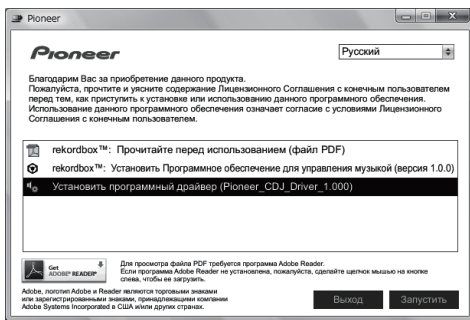 Pioneer
Pioneer
Русский
Благодарим Вас за приобретение данного продукта.
Пожалуйста, прочтите и уясните содержание Лицензионного Соглашения с конечным пользователем
перед тем, как приступить к установке или использованию данного программного обеспечения.
Использование данного программного обеспечения означает согласие с условиями Лицензионного
Соглашения с конечным пользователем.
rekordbox™: Прочитайте перед использованием (файл PDF)
rekordbox™: Установить Программное обеспечение для управления музыкой (версия 1.0.0)
Установить программный драйвер (Pioneer_CDJ_Driver_1.000)
Get
ADOBE® READER®
Для просмотра файла PDF требуется программа Adobe Reader.
Если программа Adobe Reader не установлена, пожалуйста, сделайте щелчок мышью на кнопке
слева, чтобы ее загрузить.
Adobe, логотип Adobe и Reader являются торговыми знаками
или зарегистрированными знаками, принадлежащими компании
Adobe Systems Incorporated в США и/или других странах.
Выход
Запустить